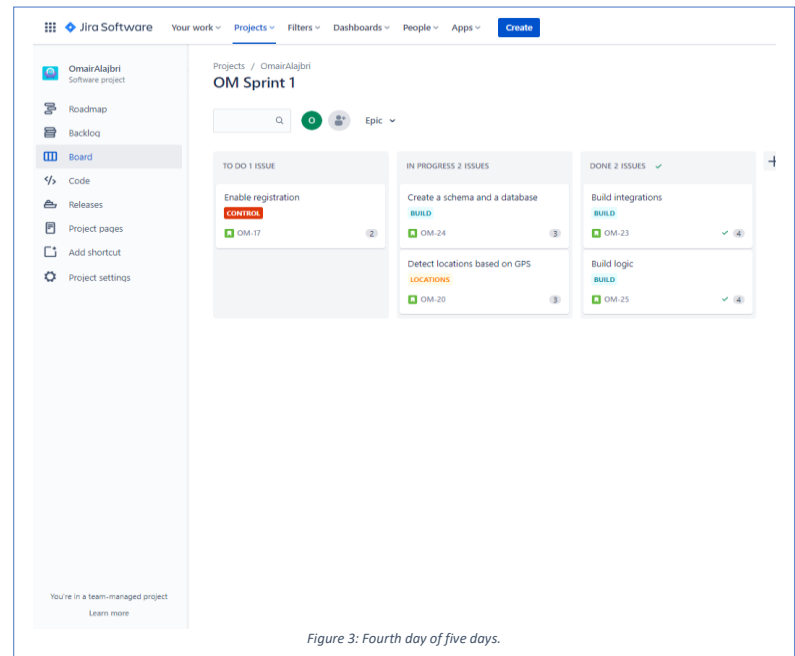 Jira Software Your work Projects Filters Dashboards People Apps Create
OmairAlajbri
Software project
Roadmap
Backlog
Board
Code
Releases
Project pages
Add shortcut
Project settings
You're in a team-managed project
Learn more
Projects / OmairAlajbri
OM Sprint 1
O Epic
TO DO 1 ISSUE
Enable registration
CONTROL
OM-17 2
IN PROGRESS 2 ISSUES
Create a schema and a database
BUILD
OM-24 3
Detect locations based on GPS
LOCATIONS
OM-20 3
DONE 2 ISSUES
Build integrations
BUILD
OM-23 4
Build logic
BUILD
OM-25 4
Figure 3: Fourth day of five days.